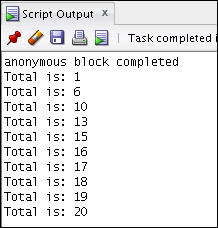 Script Output x
Task completed i
anonymous block completed
Total is: 1
Total is: 6
Total is: 10
Total is: 13
Total is: 15
Total is: 16
Total is: 17
Total is: 18
Total is: 19
Total is: 20